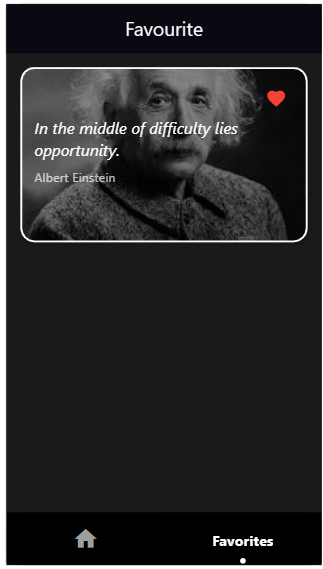 Favourite
In the middle of difficulty lies
opportunity.
Albert Einstein
Favorites